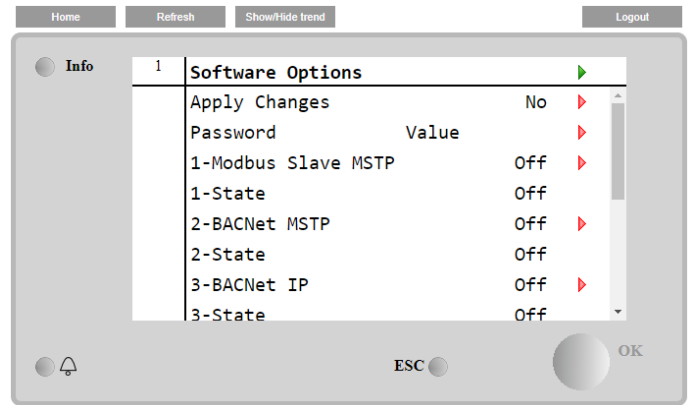 Home Refresh Show/Hide trend Logout
Info
1 Software Options
Apply Changes No
Password Value
1-Modbus Slave MSTP Off
1-State Off
2-BACNet MSTP Off
2-State Off
3-BACNet IP Off
3-State Off
ESC OK